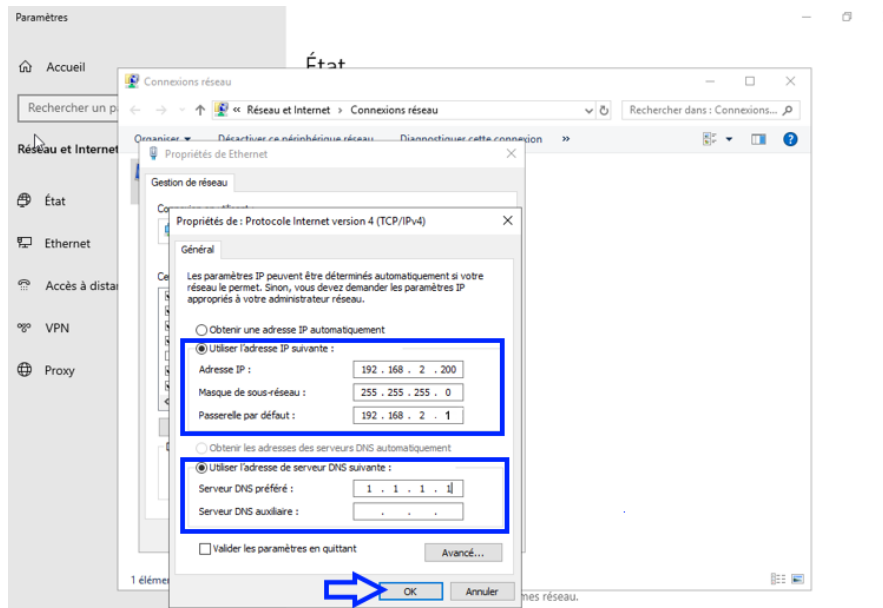 Paramètres
Accueil
État
Connexions réseau
Rechercher un
Réseau et Internet > Connexions réseau
Rechercher dans : Connexions...
Réseau et Internet
Organiser
Désactiver ce périphérique réseau
Diagnostiquer cette connexion
Propriétés de Ethernet
Gestion de réseau
État
Propriétés de : Protocole Internet version 4 (TCP/IPv4)
Ethernet
Général
Accès à
Les paramètres IP peuvent être déterminés automatiquement si votre
réseau le permet. Sinon, vous devez demander les paramètres IP
appropriés à votre administrateur réseau.
VPN
Obtenir une adresse IP automatiquement
Utiliser l'adresse IP suivante :
Proxy
Adresse IP : 192 . 168 . 2 . 200
Masque de sous-réseau : 255 . 255 . 255 . 0
Passerelle par défaut : 192 . 168 . 2 . 1
Obtenir les adresses des serveurs DNS automatiquement
Utiliser l'adresse de serveur DNS suivante :
Serveur DNS préféré : 1 . 1 . 1 . 1
Serveur DNS auxiliaire : . . .
Valider les paramètres en quittant
Avancé...
OK
Annuler
réseau.